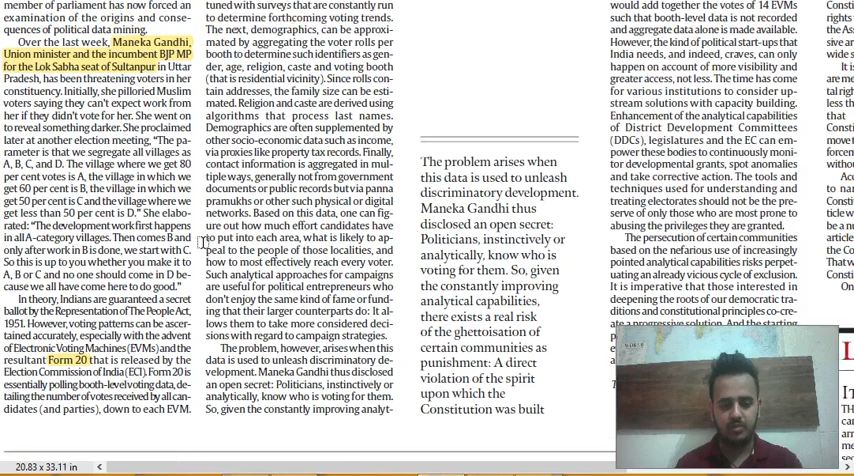 member of parliament has now forced an
examination of the origins and conse-
quences of political data mining.
Over the last week, Maneka Gandhi,
Union minister and the incumbent BJP MP
for the Lok Sabha seat of Sultanpur in Uttar
Pradesh, has been threatening voters in her
constituency. Initially, she pilloried Muslim
voters saying they can't expect work from
her if they didn't vote for her. She went on
to reveal something darker. She proclaimed
later at another election meeting, "The pa-
rameter is that we segregate all villages as
A, B, C, and D. The village where we get 80
per cent votes is A, the village in which we
get 60 per cent is B, the village in which we
get 50 per cent is C and the village where we
get less than 50 per cent is D." She elabo-
rated: "The development work first happens
in all A-category villages. Then comes B and
only after work in B is done, we start with C.
So this is up to you whether you make it to
A, B or C and no one should come in D be-
cause we all have come here to do good."
In theory, Indians are guaranteed a secret
ballot by the Representation of The People Act,
1951. However, voting patterns can be ascer-
tained accurately, especially with the advent
of Electronic Voting Machines (EVMs) and the
resultant Form 20 that is released by the
Election Commission of India (ECI). Form 20 is
essentially polling booth-level voting data, de-
tailing the number of votes received by all can-
didates (and parties), down to each EVM.
tuned with surveys that are constantly run
to determine forthcoming voting trends.
The next, demographics, can be approxi-
mated by aggregating the voter rolls per
booth to determine such identifiers as gen-
der, age, religion, caste and voting booth
(that is residential vicinity). Since rolls con-
tain addresses, the family size can be esti-
mated. Religion and caste are derived using
algorithms that process last names.
Demographics are often supplemented by
other socio-economic data such as income,
via proxies like property tax records. Finally,
contact information is aggregated in mul-
tiple ways, generally not from government
documents or public records but via panna
pramukhs or other such physical or digital
networks. Based on this data, one can fig-
ure out how much effort candidates have
to put into each area, what is likely to ap-
peal to the people of those localities, and
how to most effectively reach every voter.
Such analytical approaches for campaigns
are useful for political entrepreneurs who
don't enjoy the same kind of fame or fund-
ing that their larger counterparts do: It al-
lows them to take more considered deci-
sions with regard to campaign strategies.
The problem, however, arises when this
data is used to unleash discriminatory de-
velopment. Maneka Gandhi thus disclosed
an open secret: Politicians, instinctively or
analytically, know who is voting for them.
So, given the constantly improving analyt-
The problem arises when
this data is used to unleash
discriminatory development.
Maneka Gandhi thus
disclosed an open secret:
Politicians, instinctively or
analytically, know who is
voting for them. So, given
the constantly improving
analytical capabilities,
there exists a real risk
of the ghettoisation of
certain communities as
punishment: A direct
violation of the spirit
upon which the
Constitution was built
would add together the votes of 14 EVMs
such that booth-level data is not recorded
and aggregate data alone is made available.
However, the kind of political start-ups that
India needs, and indeed, craves, can only
happen on account of more visibility and
greater access, not less. The time has come
for various institutions to consider up-
stream solutions with capacity building.
Enhancement of the analytical capabilities
of District Development Committees
(DDCs), legislatures and the EC can em-
power these bodies to continuously moni-
tor developmental grants, spot anomalies
and take corrective action. The tools and
techniques used for understanding and
treating electorates should not be the pre-
serve of only those who are most prone to
abusing the privileges they are granted.
The persecution of certain communities
based on the nefarious use of increasingly
pointed analytical capabilities risks perpet-
uating an already vicious cycle of exclusion.
It is imperative that those interested in
deepening the roots of our democratic tra-
ditions and constitutional principles co-cre-
ate a progressive solution. And the starting
20.83 x 33.11 in